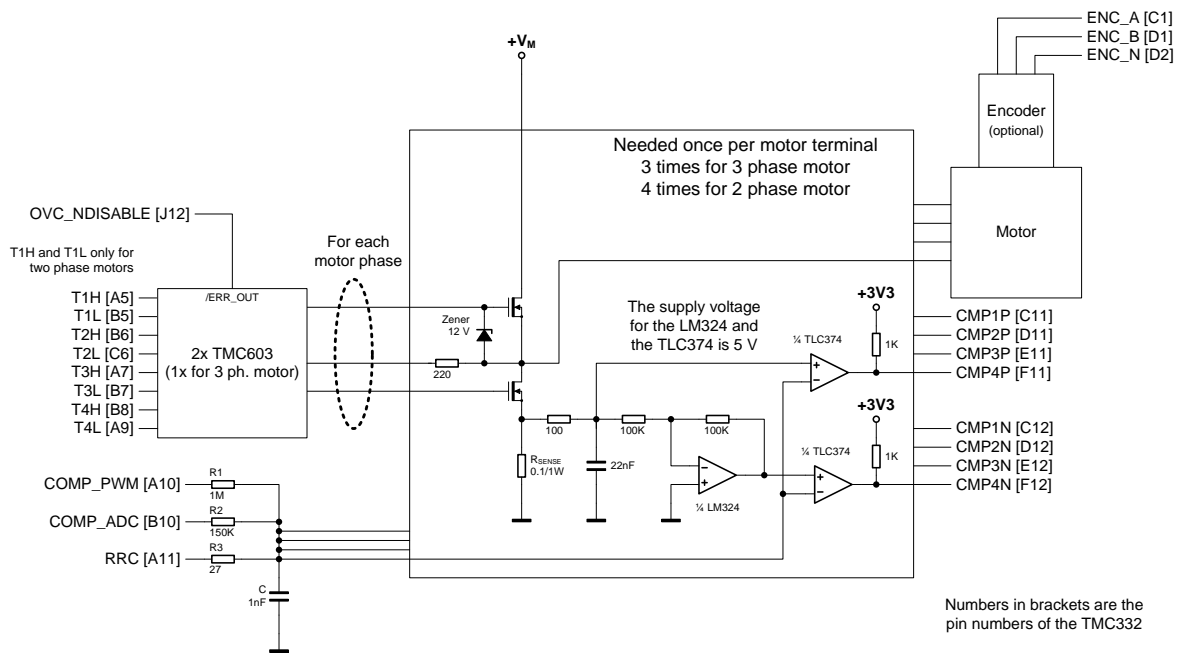 ENC_A [C1]
ENC_B [D1]
ENC_N [D2]
+VM
Encoder
(optional)
Needed once per motor terminal
3 times for 3 phase motor
4 times for 2 phase motor
OVC_NDISABLE [J12]
Motor
For each
motor phase
T1H and T1L only for
two phase motors
/ERR_OUT
T1H [A5]
T1L [B5]
T2H [B6]
T2L [C6]
T3H [A7]
T3L [B7]
T4H [B8]
T4L [A9]
2x TMC603
(1x for 3 ph. motor)
Zener
12 V
220
The supply voltage
for the LM324 and
the TLC374 is 5 V
+3V3
1K
¼ TLC374
+
−
CMP1P [C11]
CMP2P [D11]
CMP3P [E11]
CMP4P [F11]
+3V3
1K
¼ TLC374
+
−
CMP1N [C12]
CMP2N [D12]
CMP3N [E12]
CMP4N [F12]
100
100K
100K
RSENSE
0.1/1W
22nF
−
+
¼ LM324
COMP_PWM [A10]
R1
1M
COMP_ADC [B10]
R2
150K
RRC [A11]
R3
27
C
1nF
Numbers in brackets are the
pin numbers of the TMC332